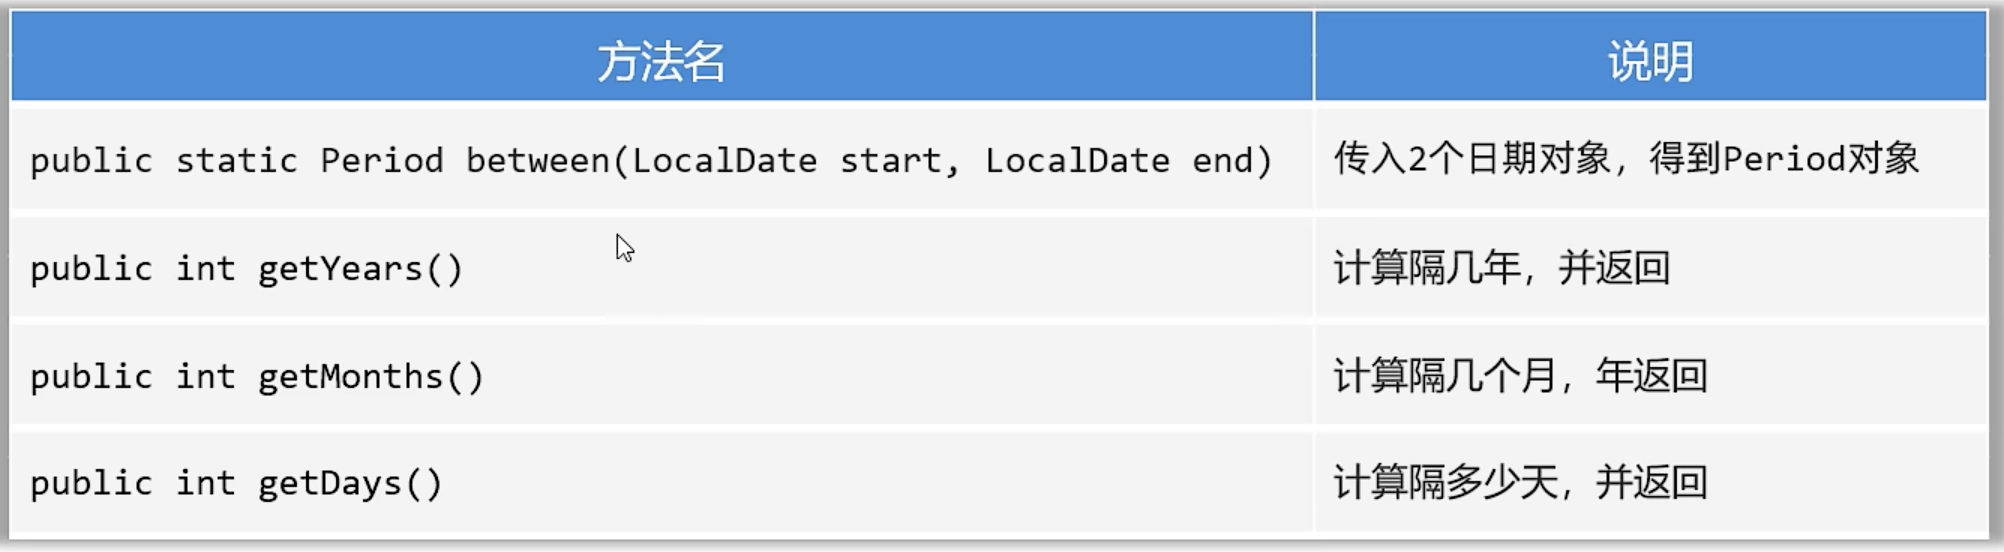 方法名 说明
public static Period between(LocalDate start, LocalDate end) 传入2个日期对象，得到Period对象
public int getYears() 计算隔几年，并返回
public int getMonths() 计算隔几个月，年返回
public int getDays() 计算隔多少天，并返回